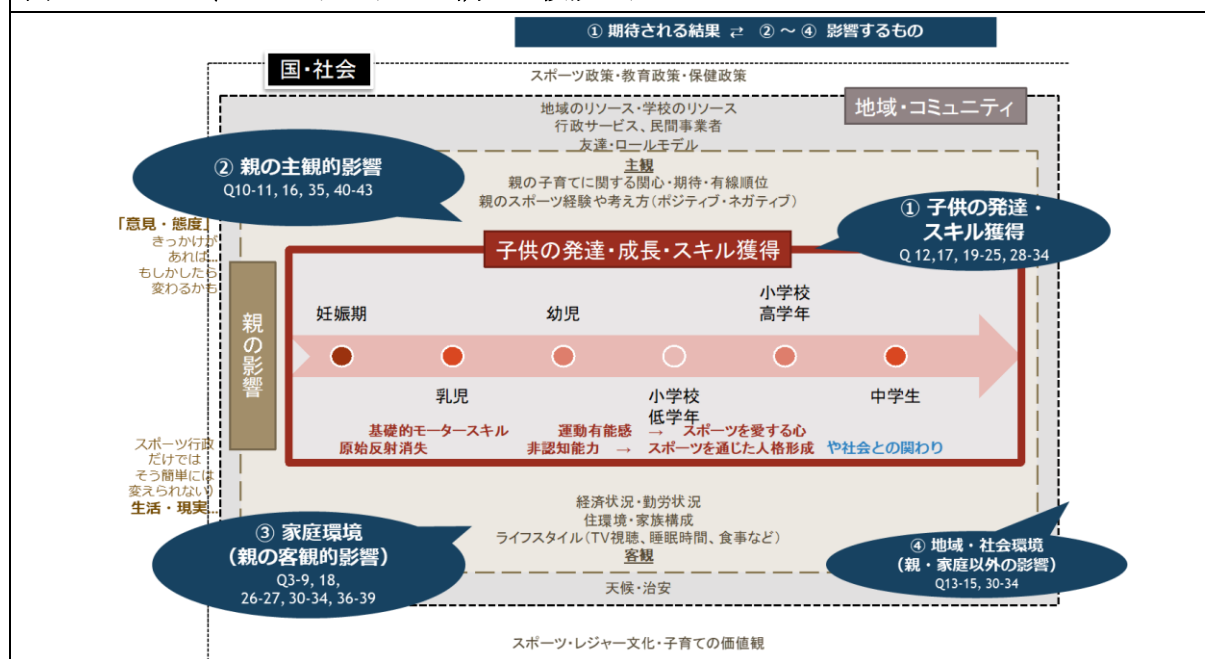 ① 期待される結果 ⇄ ②～④ 影響するもの
国・社会
スポーツ政策・教育政策・保健政策
地域・コミュニティ
地域のリソース・学校のリソース
行政サービス、民間事業者
友達・ロールモデル
② 親の主観的影響
Q10-11, 16, 35, 40-43
主観
親の子育てに関する関心・期待・有線順位
親のスポーツ経験や考え方(ポジティブ・ネガティブ)
① 子供の発達・
スキル獲得
Q 12,17, 19-25, 28-34
「意見・態度」
きっかけが
あれば...
もしかしたら
変わるかも
子供の発達・成長・スキル獲得
親の影響
妊娠期
幼児
小学校
高学年
乳児
小学校
低学年
中学生
基礎的モータースキル
運動有能感 → スポーツを愛する心
原始反射消失
非認知能力 → スポーツを通じた人格形成
や社会との関わり
スポーツ行政
だけでは
そう簡単には
変えられない)
生活・現実...
経済状況・勤労状況
住環境・家族構成
ライフスタイル(TV視聴、睡眠時間、食事など)
客観
③ 家庭環境
(親の客観的影響)
Q3-9, 18,
26-27, 30-34, 36-39
④ 地域・社会環境
(親・家庭以外の影響)
Q13-15, 30-34
天候・治安
スポーツ・レジャー文化・子育ての価値観